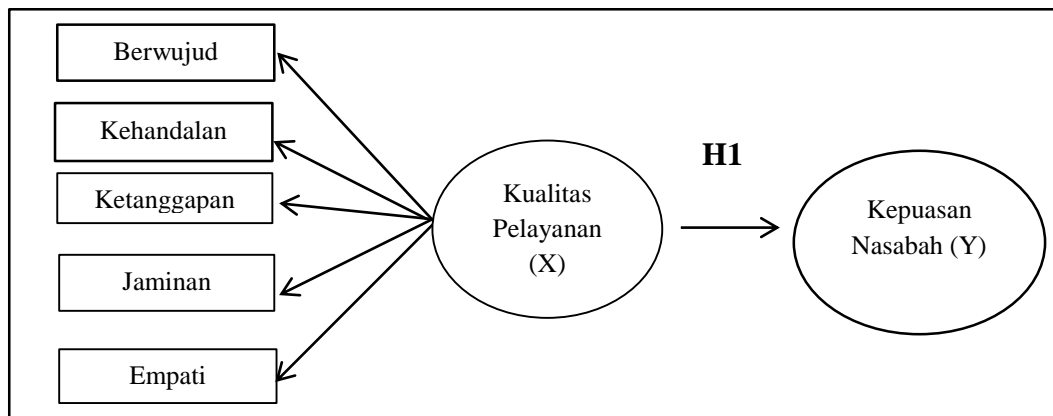 Berwujud
Kehandalan
Ketanggapan
Jaminan
Empati
Kualitas
Pelayanan
(X)
H1
Kepuasan
Nasabah (Y)